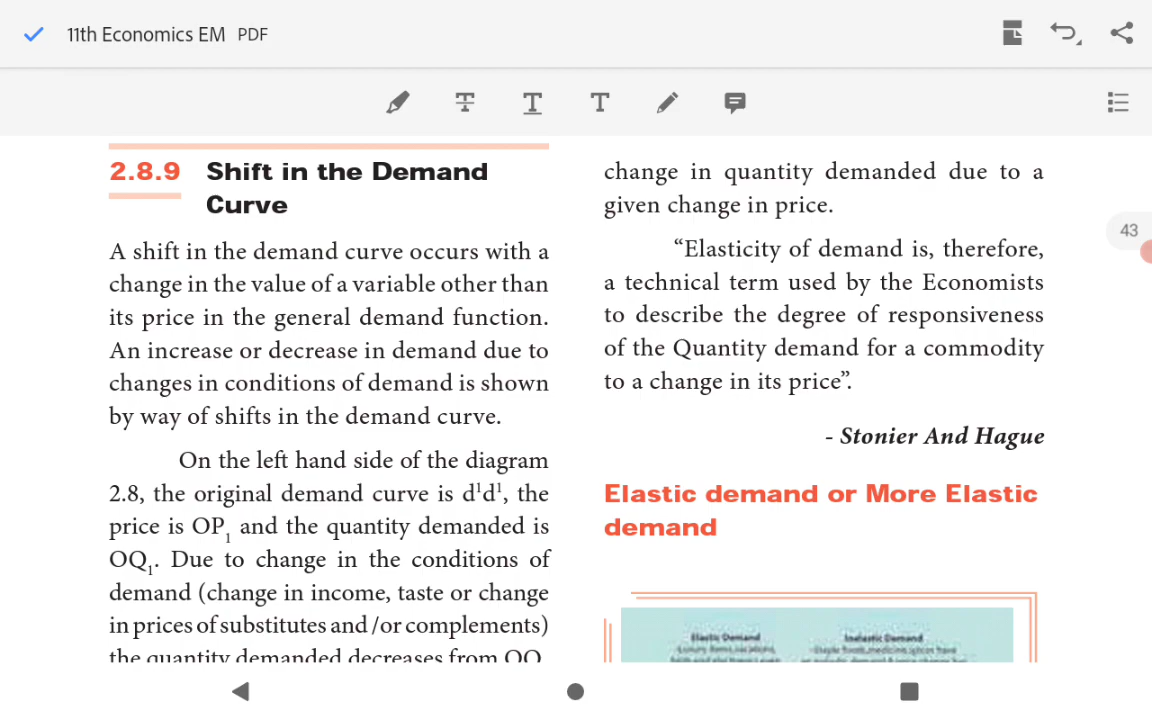 11th Economics EM PDF
2.8.9 Shift in the Demand
Curve
A shift in the demand curve occurs with a
change in the value of a variable other than
its price in the general demand function.
An increase or decrease in demand due to
changes in conditions of demand is shown
by way of shifts in the demand curve.
On the left hand side of the diagram
2.8, the original demand curve is d¹d¹, the
price is OP₁ and the quantity demanded is
OQ₁. Due to change in the conditions of
demand (change in income, taste or change
in prices of substitutes and /or complements)
the quantity demanded decreases from OQ
change in quantity demanded due to a
given change in price.
“Elasticity of demand is, therefore,
a technical term used by the Economists
to describe the degree of responsiveness
of the Quantity demand for a commodity
to a change in its price”.
- Stonier And Hague
Elastic demand or More Elastic
demand
Elastic Demand
Inelastic Demand
43